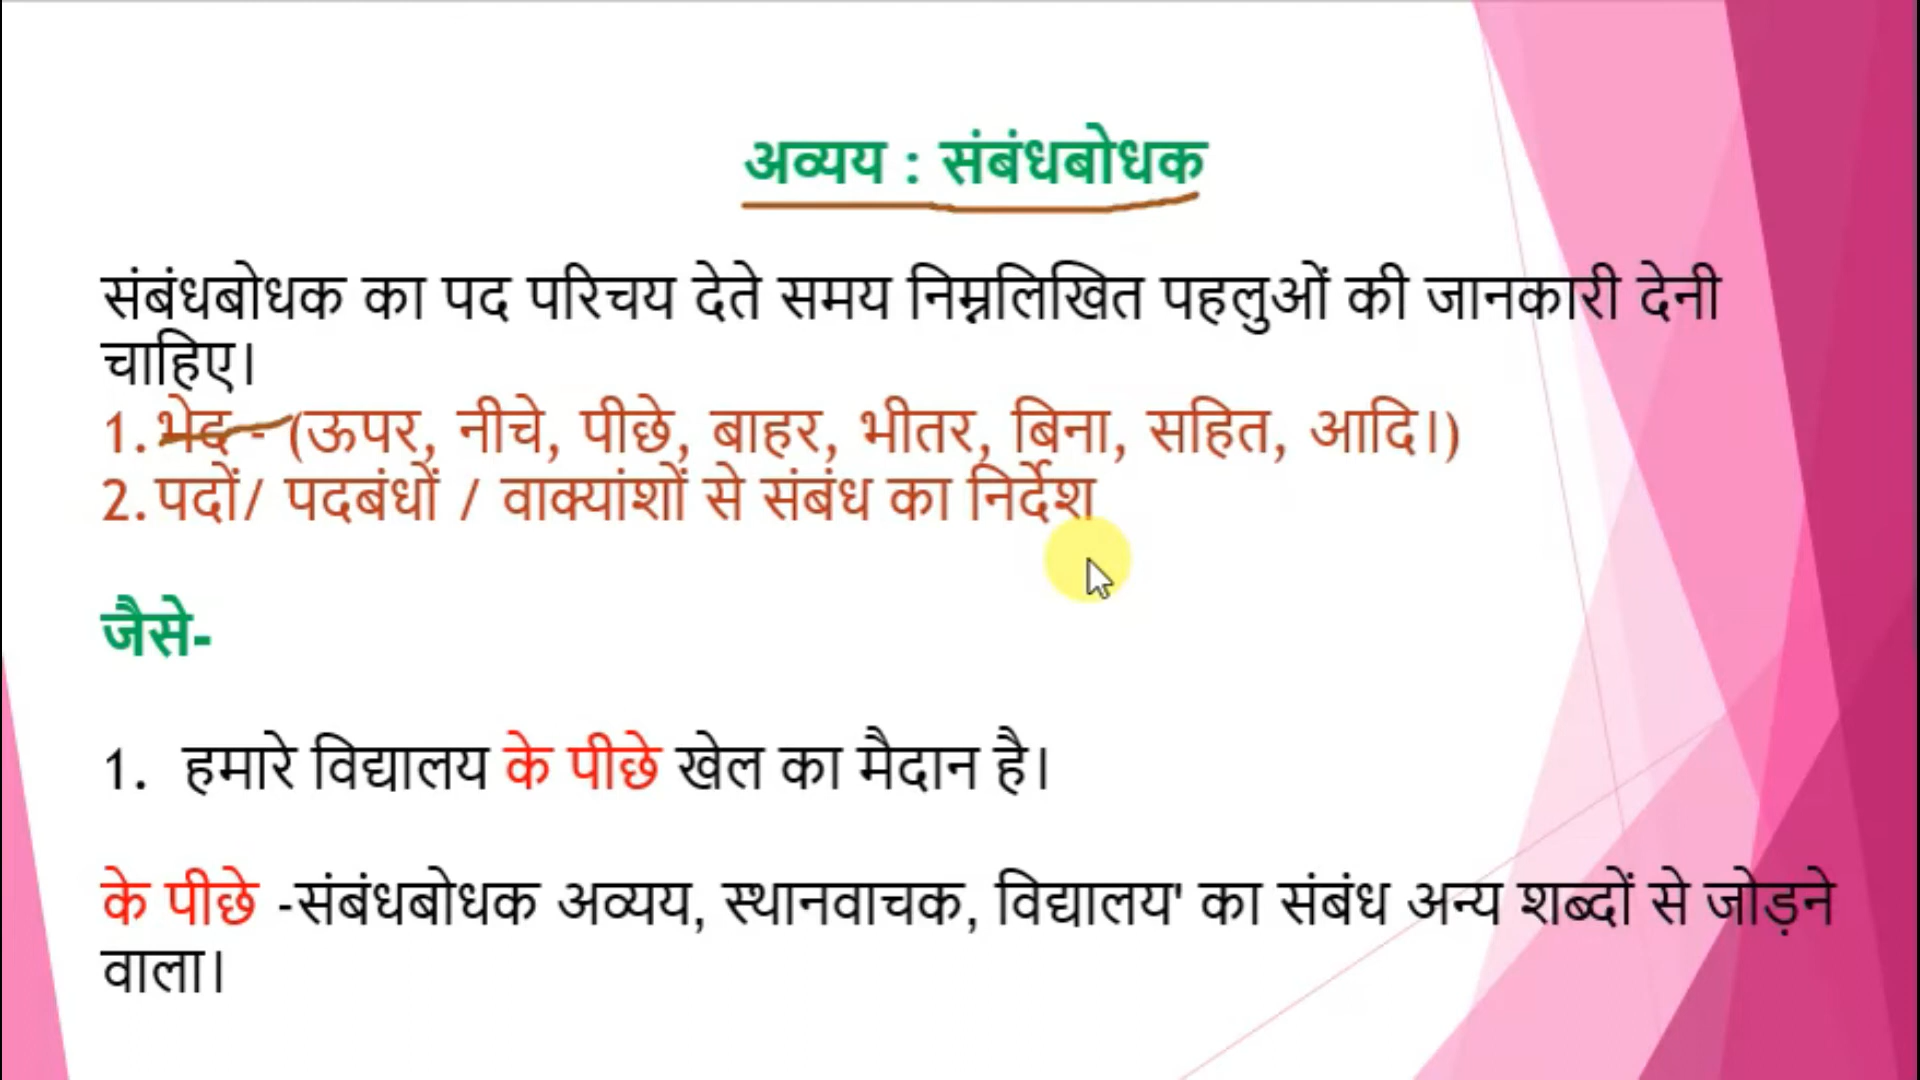 अव्यय : संबंधबोधक
संबंधबोधक का पद परिचय देते समय निम्नलिखित पहलुओं की जानकारी देनी
चाहिए।
1. भेद - (ऊपर, नीचे, पीछे, बाहर, भीतर, बिना, सहित, आदि।)
2. पदों/ पदबंधों / वाक्यांशों से संबंध का निर्देश
जैसे-
1. हमारे विद्यालय के पीछे खेल का मैदान है।
के पीछे -संबंधबोधक अव्यय, स्थानवाचक, विद्यालय' का संबंध अन्य शब्दों से जोड़ने
वाला।